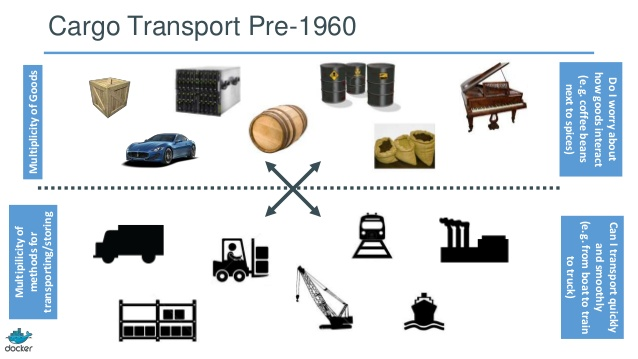 Cargo Transport Pre-1960
Multiplicity of Goods
Do I worry about
how goods interact
(e.g. coffee beans
next to spices)
Multipilicity of
methods for
transporting/storing
Can I transport quickly
and smoothly
(e.g. from boat to train
to truck)
docker